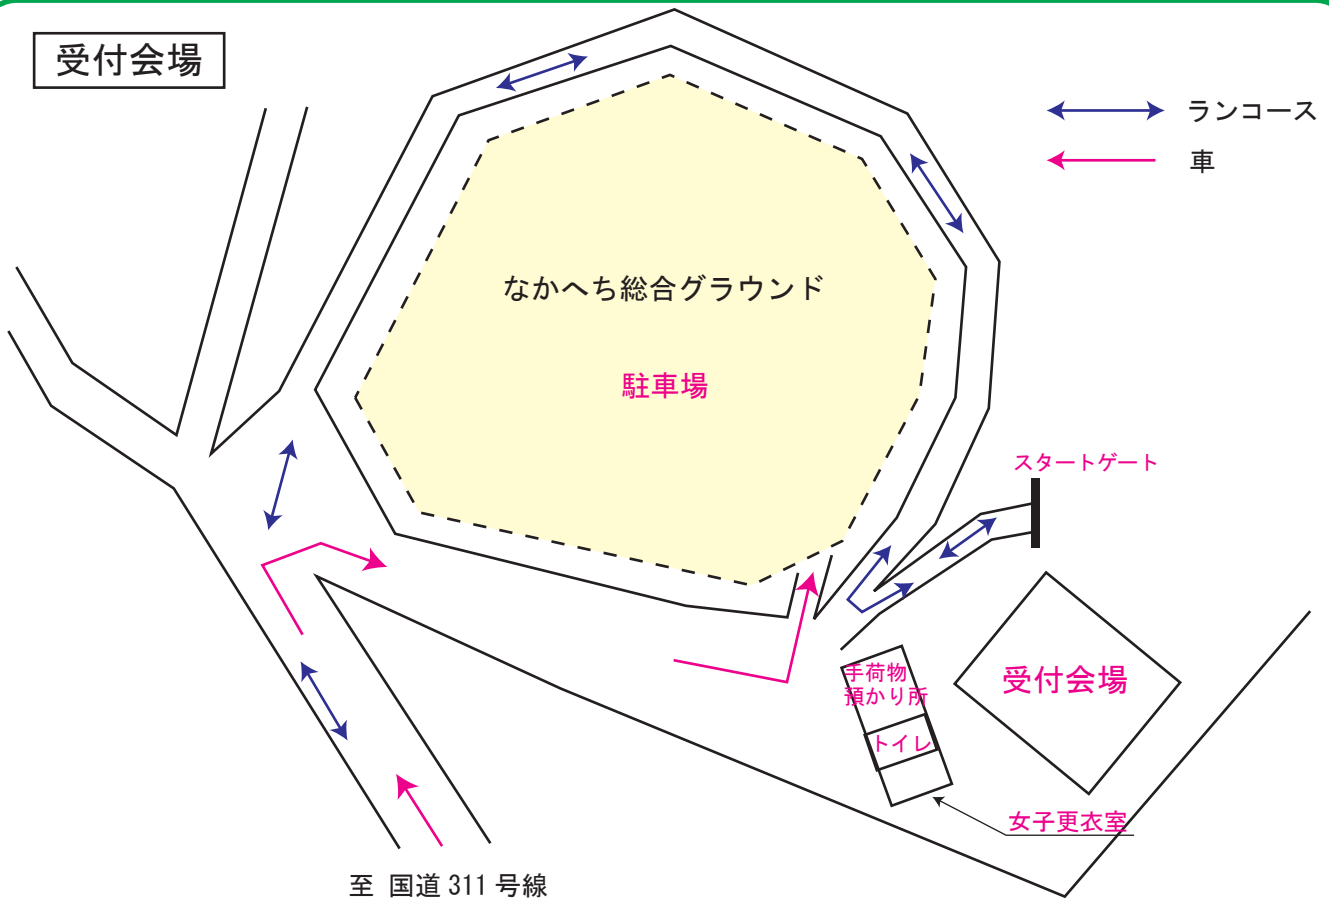 受付会場
ランコース
車
なかへち総合グラウンド
駐車場
スタートゲート
手荷物
預かり所
トイレ
受付会場
女子更衣室
至 国道 311 号線